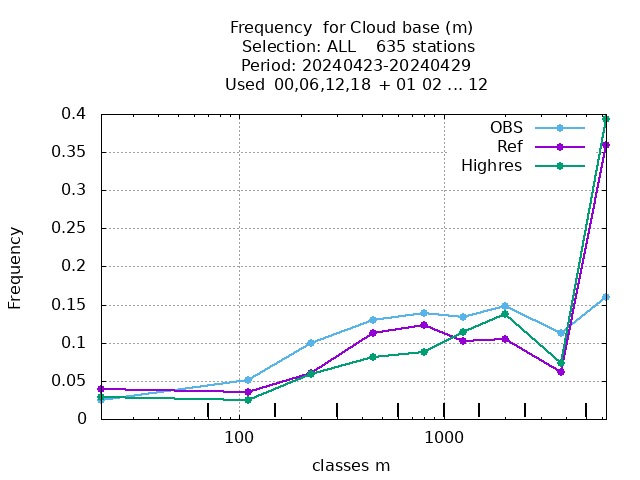 Frequency  for Cloud base (m)
Selection: ALL    635 stations
Period: 20240423-20240429
Used  00,06,12,18 + 01 02 ... 12
0.4
0.35
0.3
0.25
0.2
0.15
0.1
0.05
0
Frequency
OBS
Ref
Highres
100
1000
classes m